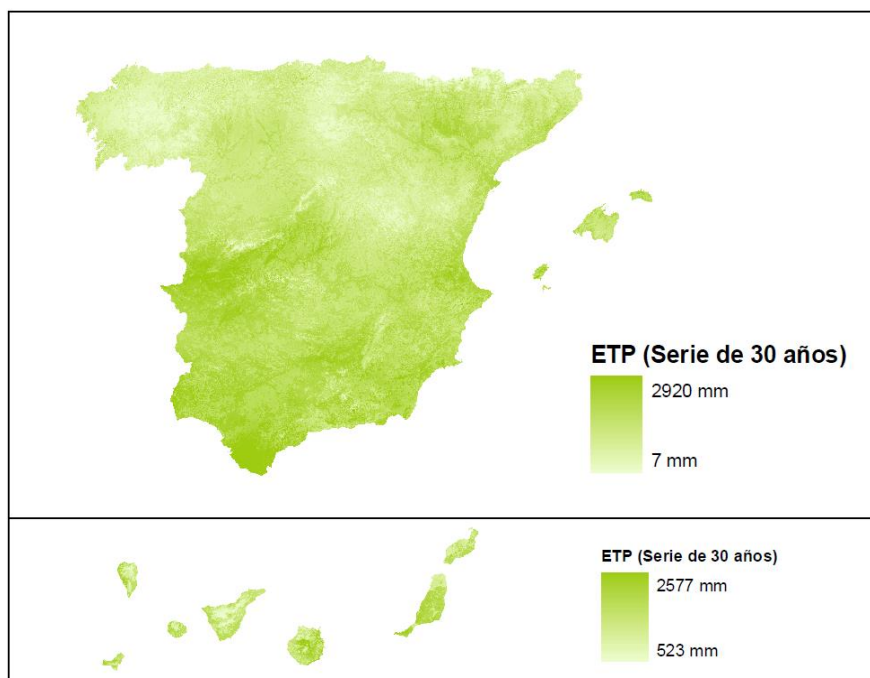 ETP (Serie de 30 años)
2920 mm
7 mm
ETP (Serie de 30 años)
2577 mm
523 mm